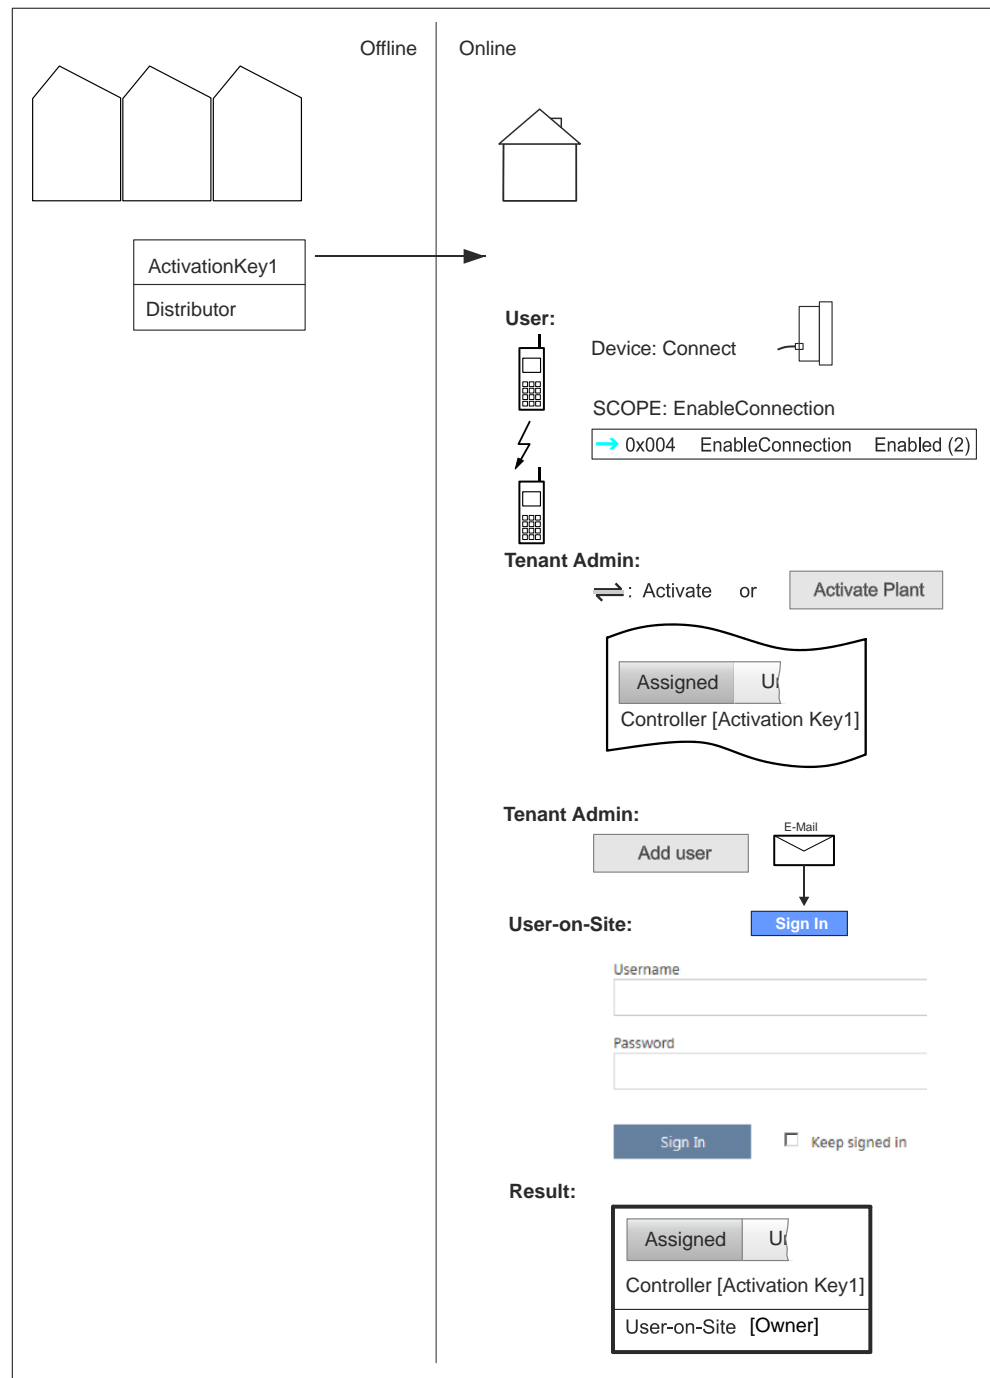 Offline
Online
ActivationKey1
Distributor
User:
Device: Connect
SCOPE: EnableConnection
0x004 EnableConnection Enabled (2)
Tenant Admin:
: Activate or Activate Plant
Assigned
Controller [Activation Key1]
Tenant Admin:
E-Mail
Add user
User-on-Site:
Sign In
Username
Password
Sign In Keep signed in
Result:
Assigned
Controller [Activation Key1]
User-on-Site [Owner]